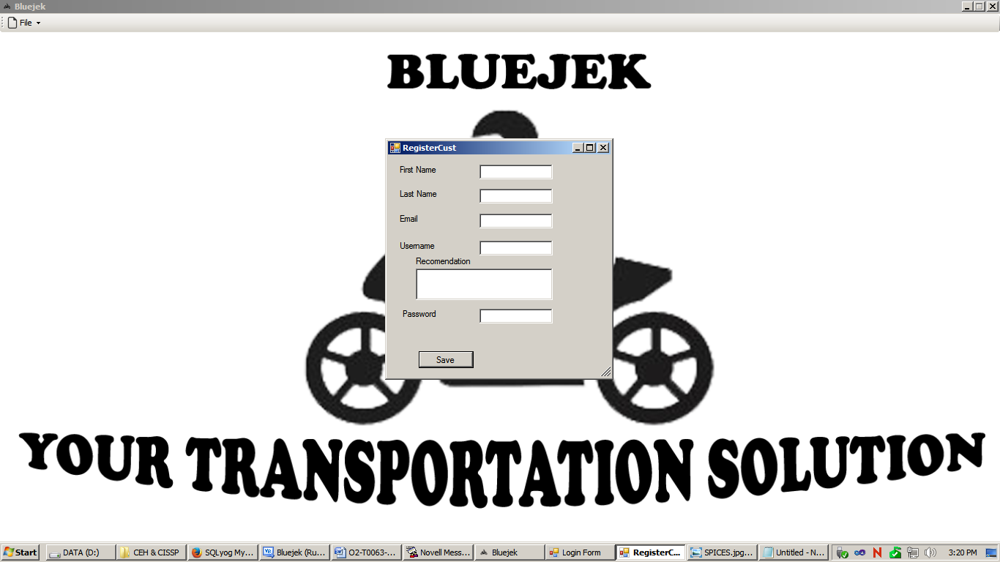 Bluejek
File
BLUEJEK
RegisterCust
First Name
Last Name
Email
Username
Recomendation
Password
Save
YOUR TRANSPORTATION SOLUTION
Start
DATA (D:)
CEH & CISSP
SQLyog My...
Bluejek (Ru...
O2-T0063-...
Novell Mess...
Bluejek
Login Form
RegisterC...
SPICES.jpg...
Untitled - N...
3:20 PM